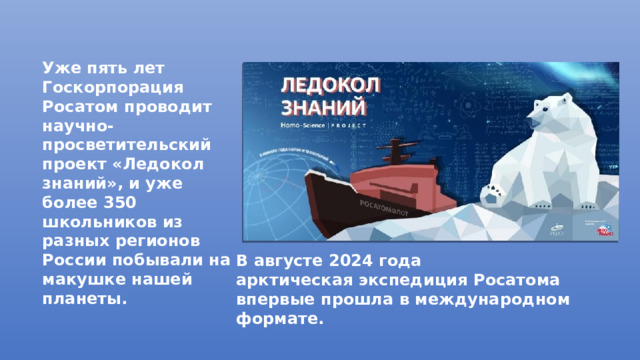 Уже пять лет
Госкорпорация
Росатом проводит
научно-
просветительский
проект «Ледокол
знаний», и уже
более 350
школьников из
разных регионов
России побывали на
макушке нашей
планеты.
ЛЕДОКОЛ
ЗНАНИЙ
Homo Science | PROJECT
РОСАТОМФЛОТ
В августе 2024 года
арктическая экспедиция Росатома
впервые прошла в международном
формате.